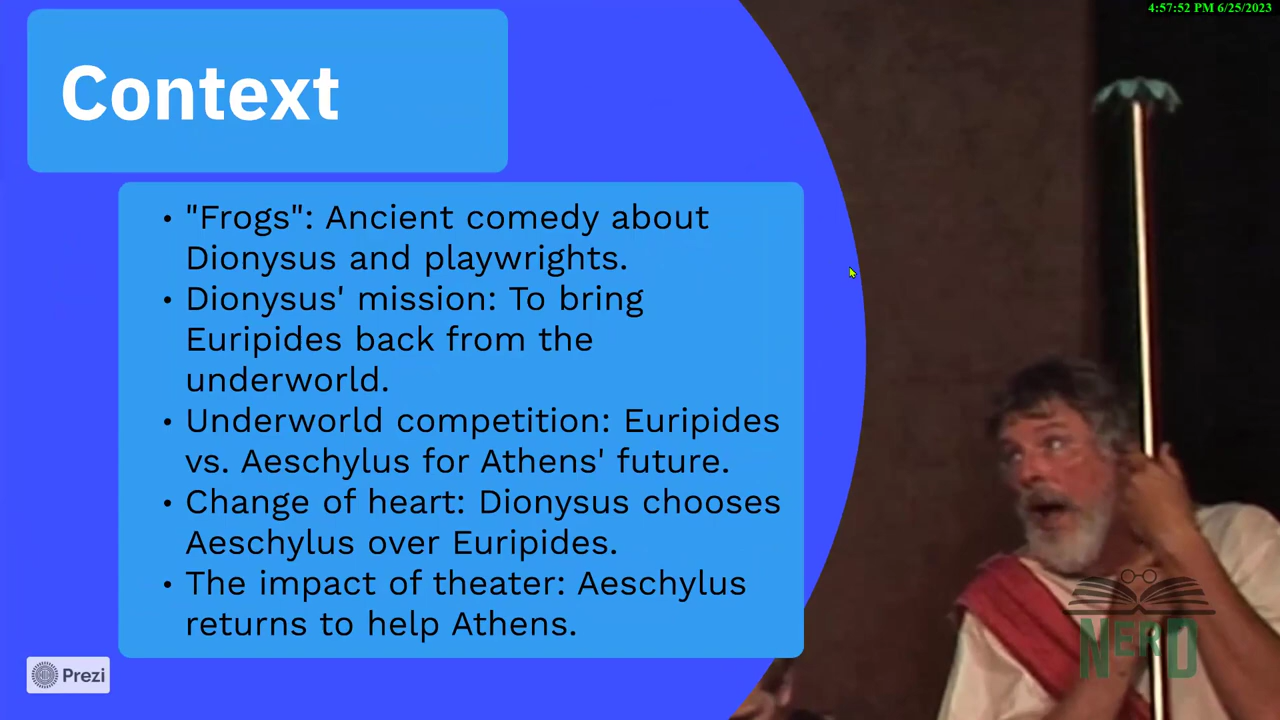 4:57:52 PM 6/25/2023
Context
• "Frogs": Ancient comedy about
Dionysus and playwrights.
• Dionysus' mission: To bring
Euripides back from the
underworld.
• Underworld competition: Euripides
vs. Aeschylus for Athens' future.
• Change of heart: Dionysus chooses
Aeschylus over Euripides.
• The impact of theater: Aeschylus
returns to help Athens.
NERD
Prezi